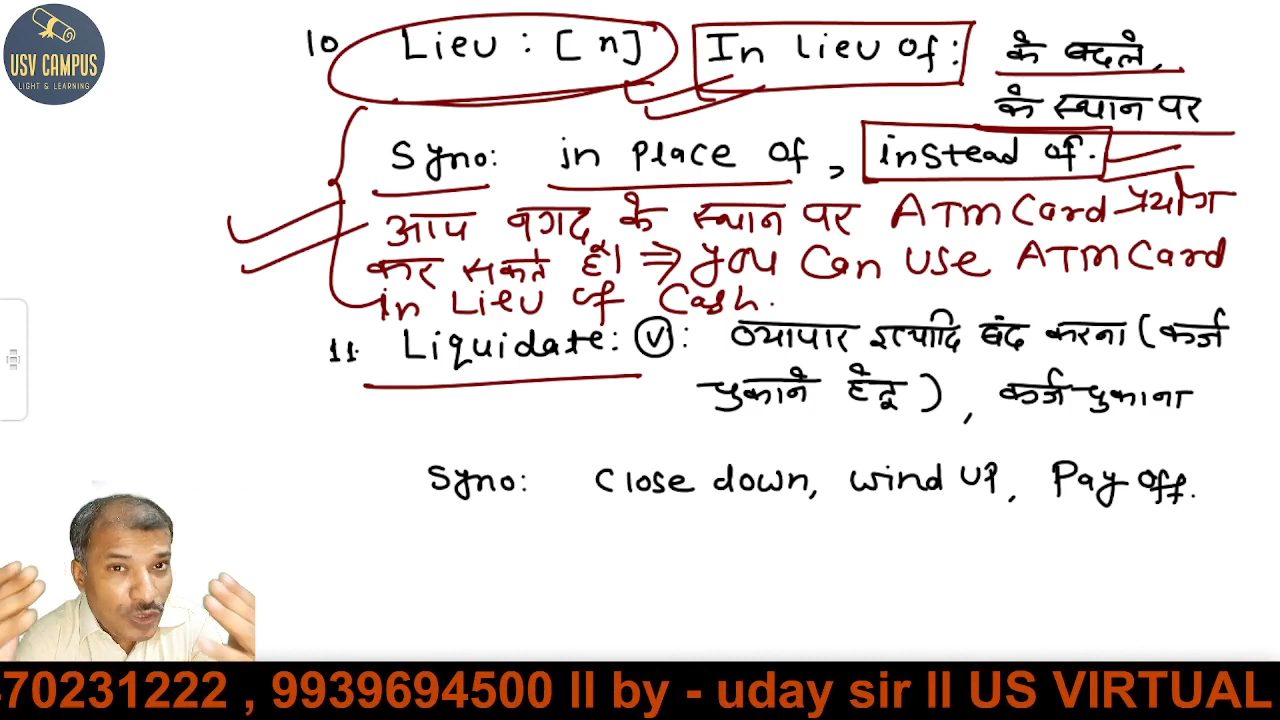 USV CAMPUS
LIGHT & LEARNING
10 Lieu : [n] In lieu of : के बदले,
के स्थान पर
Syno: in place of , instead of.
आप नगद के स्थान पर ATM Card प्रयोग
कर सकते हैं। ⇒ you Can use ATM Card
in Lieu of Cash.
11. Liquidate: (v): व्यापार इत्यादि बंद करना (कर्ज
चुकाने हेतू) , कर्ज चुकाना
Syno: Close down, wind up, Pay off.
70231222 , 9939694500 ll by - uday sir ll US VIRTUAL